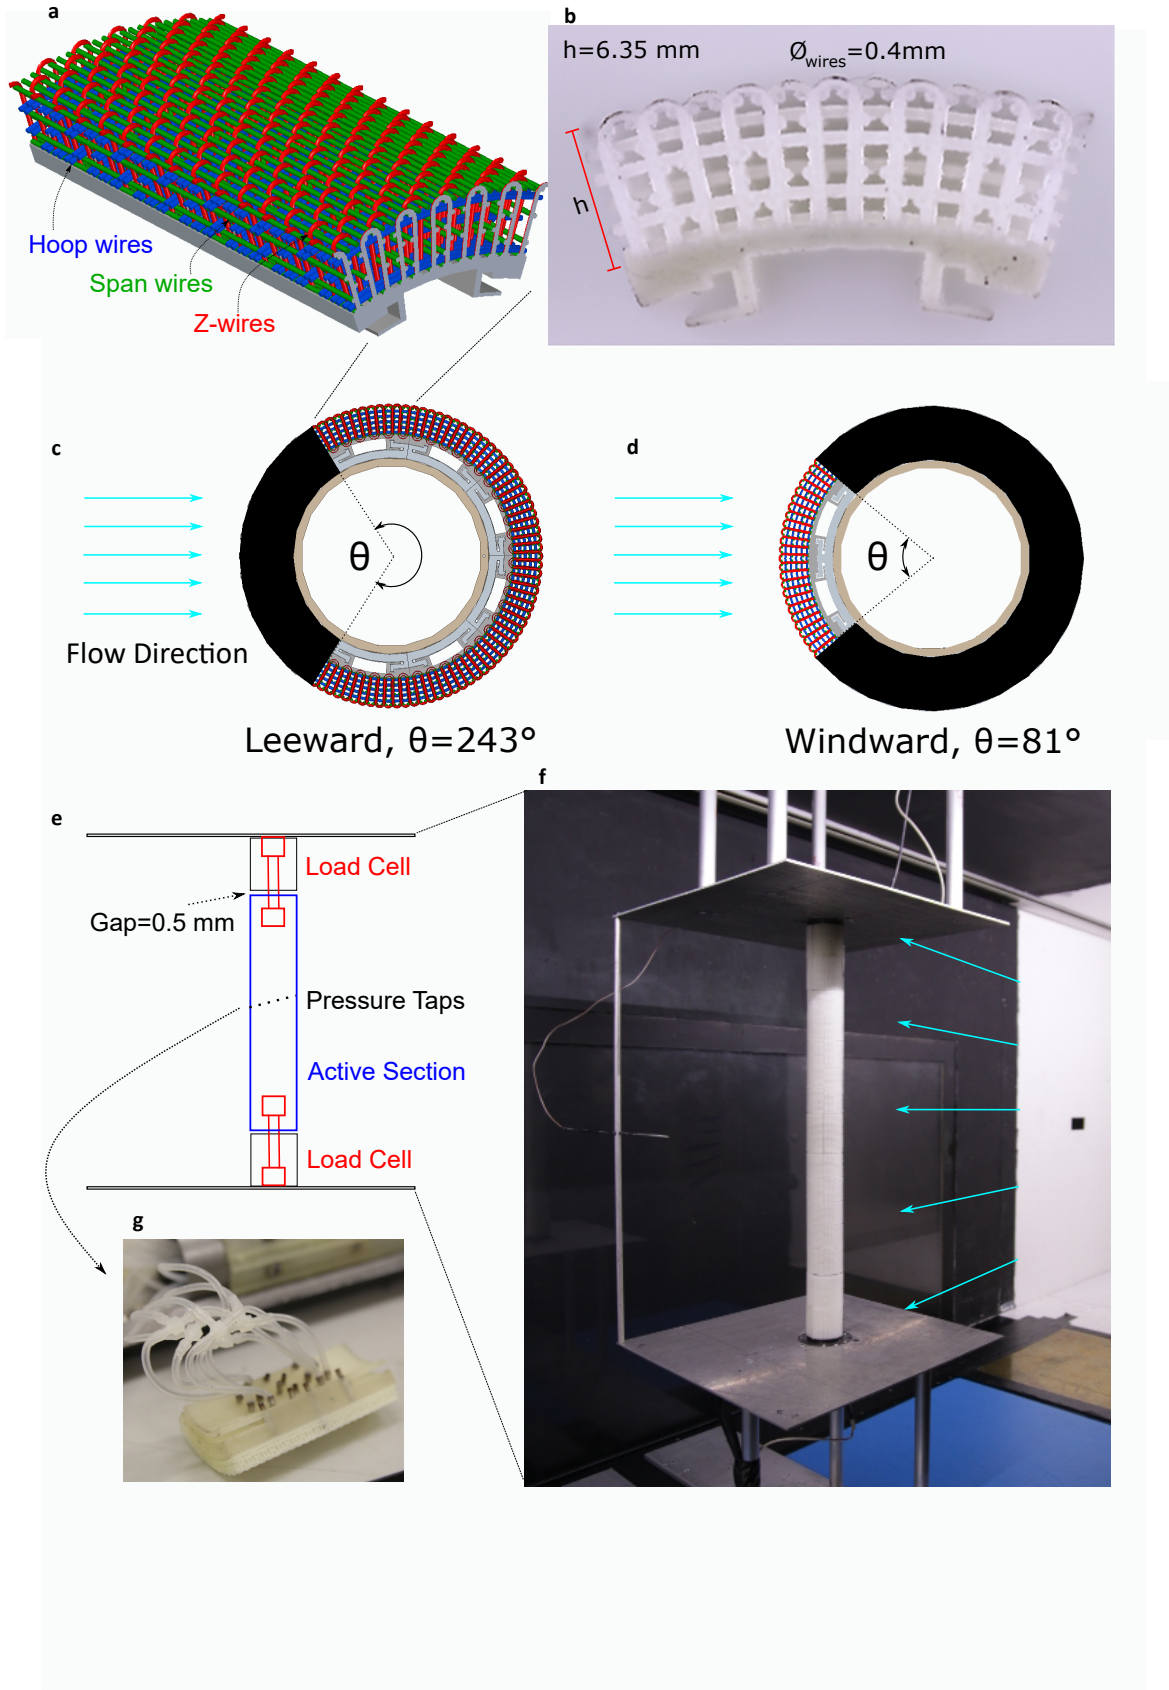 a
Hoop wires
Span wires
Z-wires
b
h=6.35 mm
Øwires=0.4mm
h
c
θ
Flow Direction
Leeward, θ=243°
d
θ
Windward, θ=81°
e
Load Cell
Gap=0.5 mm
Pressure Taps
Active Section
Load Cell
f
g